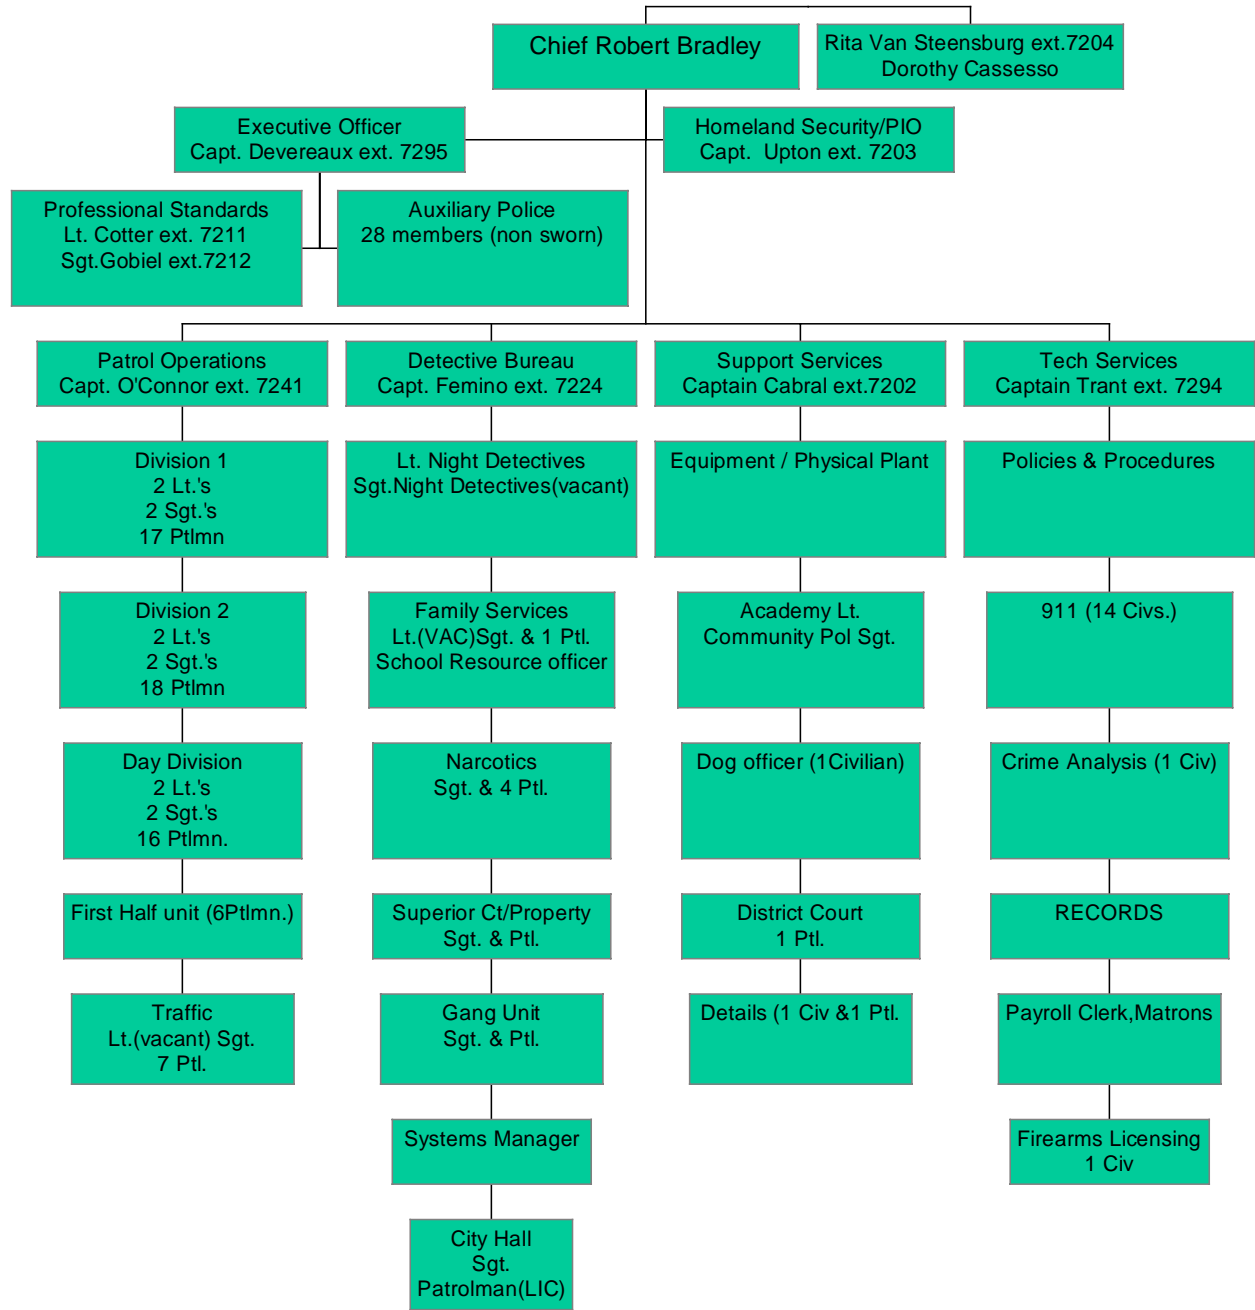 Chief Robert Bradley
Rita Van Steensburg ext.7204
Dorothy Cassesso
Executive Officer
Capt. Devereaux ext. 7295
Homeland Security/PIO
Capt.  Upton ext. 7203
Professional Standards
Lt. Cotter ext. 7211
Sgt.Gobiel ext.7212
Auxiliary Police
28 members (non sworn)
Patrol Operations
Capt. O'Connor ext. 7241
Division 1
2 Lt.'s
2 Sgt.'s
17 Ptlmn
Division 2
2 Lt.'s
2 Sgt.'s
18 Ptlmn
Day Division
2 Lt.'s
2 Sgt.'s
16 Ptlmn.
First Half unit (6Ptlmn.)
Traffic
Lt.(vacant) Sgt.
7 Ptl.
Detective Bureau
Capt. Femino ext. 7224
Lt. Night Detectives
Sgt.Night Detectives(vacant)
Family Services
Lt.(VAC)Sgt. & 1 Ptl.
School Resource officer
Narcotics
Sgt. & 4 Ptl.
Superior Ct/Property
Sgt. & Ptl.
Gang Unit
Sgt. & Ptl.
Systems Manager
City Hall
Sgt.
Patrolman(LIC)
Support Services
Captain Cabral ext.7202
Equipment / Physical Plant
Academy Lt.
Community Pol Sgt.
Dog officer (1Civilian)
District Court
1 Ptl.
Details (1 Civ &1 Ptl.
Tech Services
Captain Trant ext. 7294
Policies & Procedures
911 (14 Civs.)
Crime Analysis (1 Civ)
RECORDS
Payroll Clerk,Matrons
Firearms Licensing
1 Civ